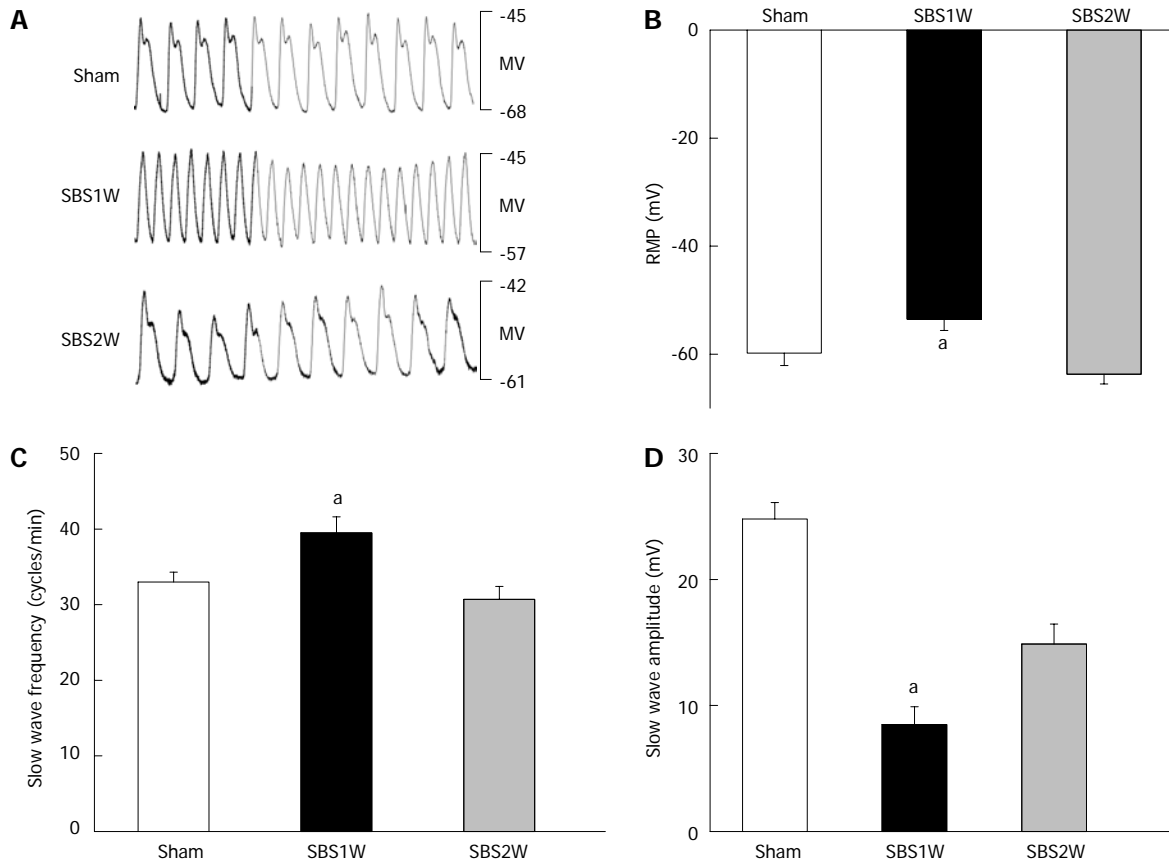 A
Sham
-45
MV
-68
SBS1W
-45
MV
-57
SBS2W
-42
MV
-61
B
Sham SBS1W SBS2W
0
-20
-40
-60
RMP (mV)
a
C
50
40
30
20
10
0
Slow wave frequency (cycles/min)
a
Sham SBS1W SBS2W
D
30
20
10
0
Slow wave amplitude (mV)
a
Sham SBS1W SBS2W